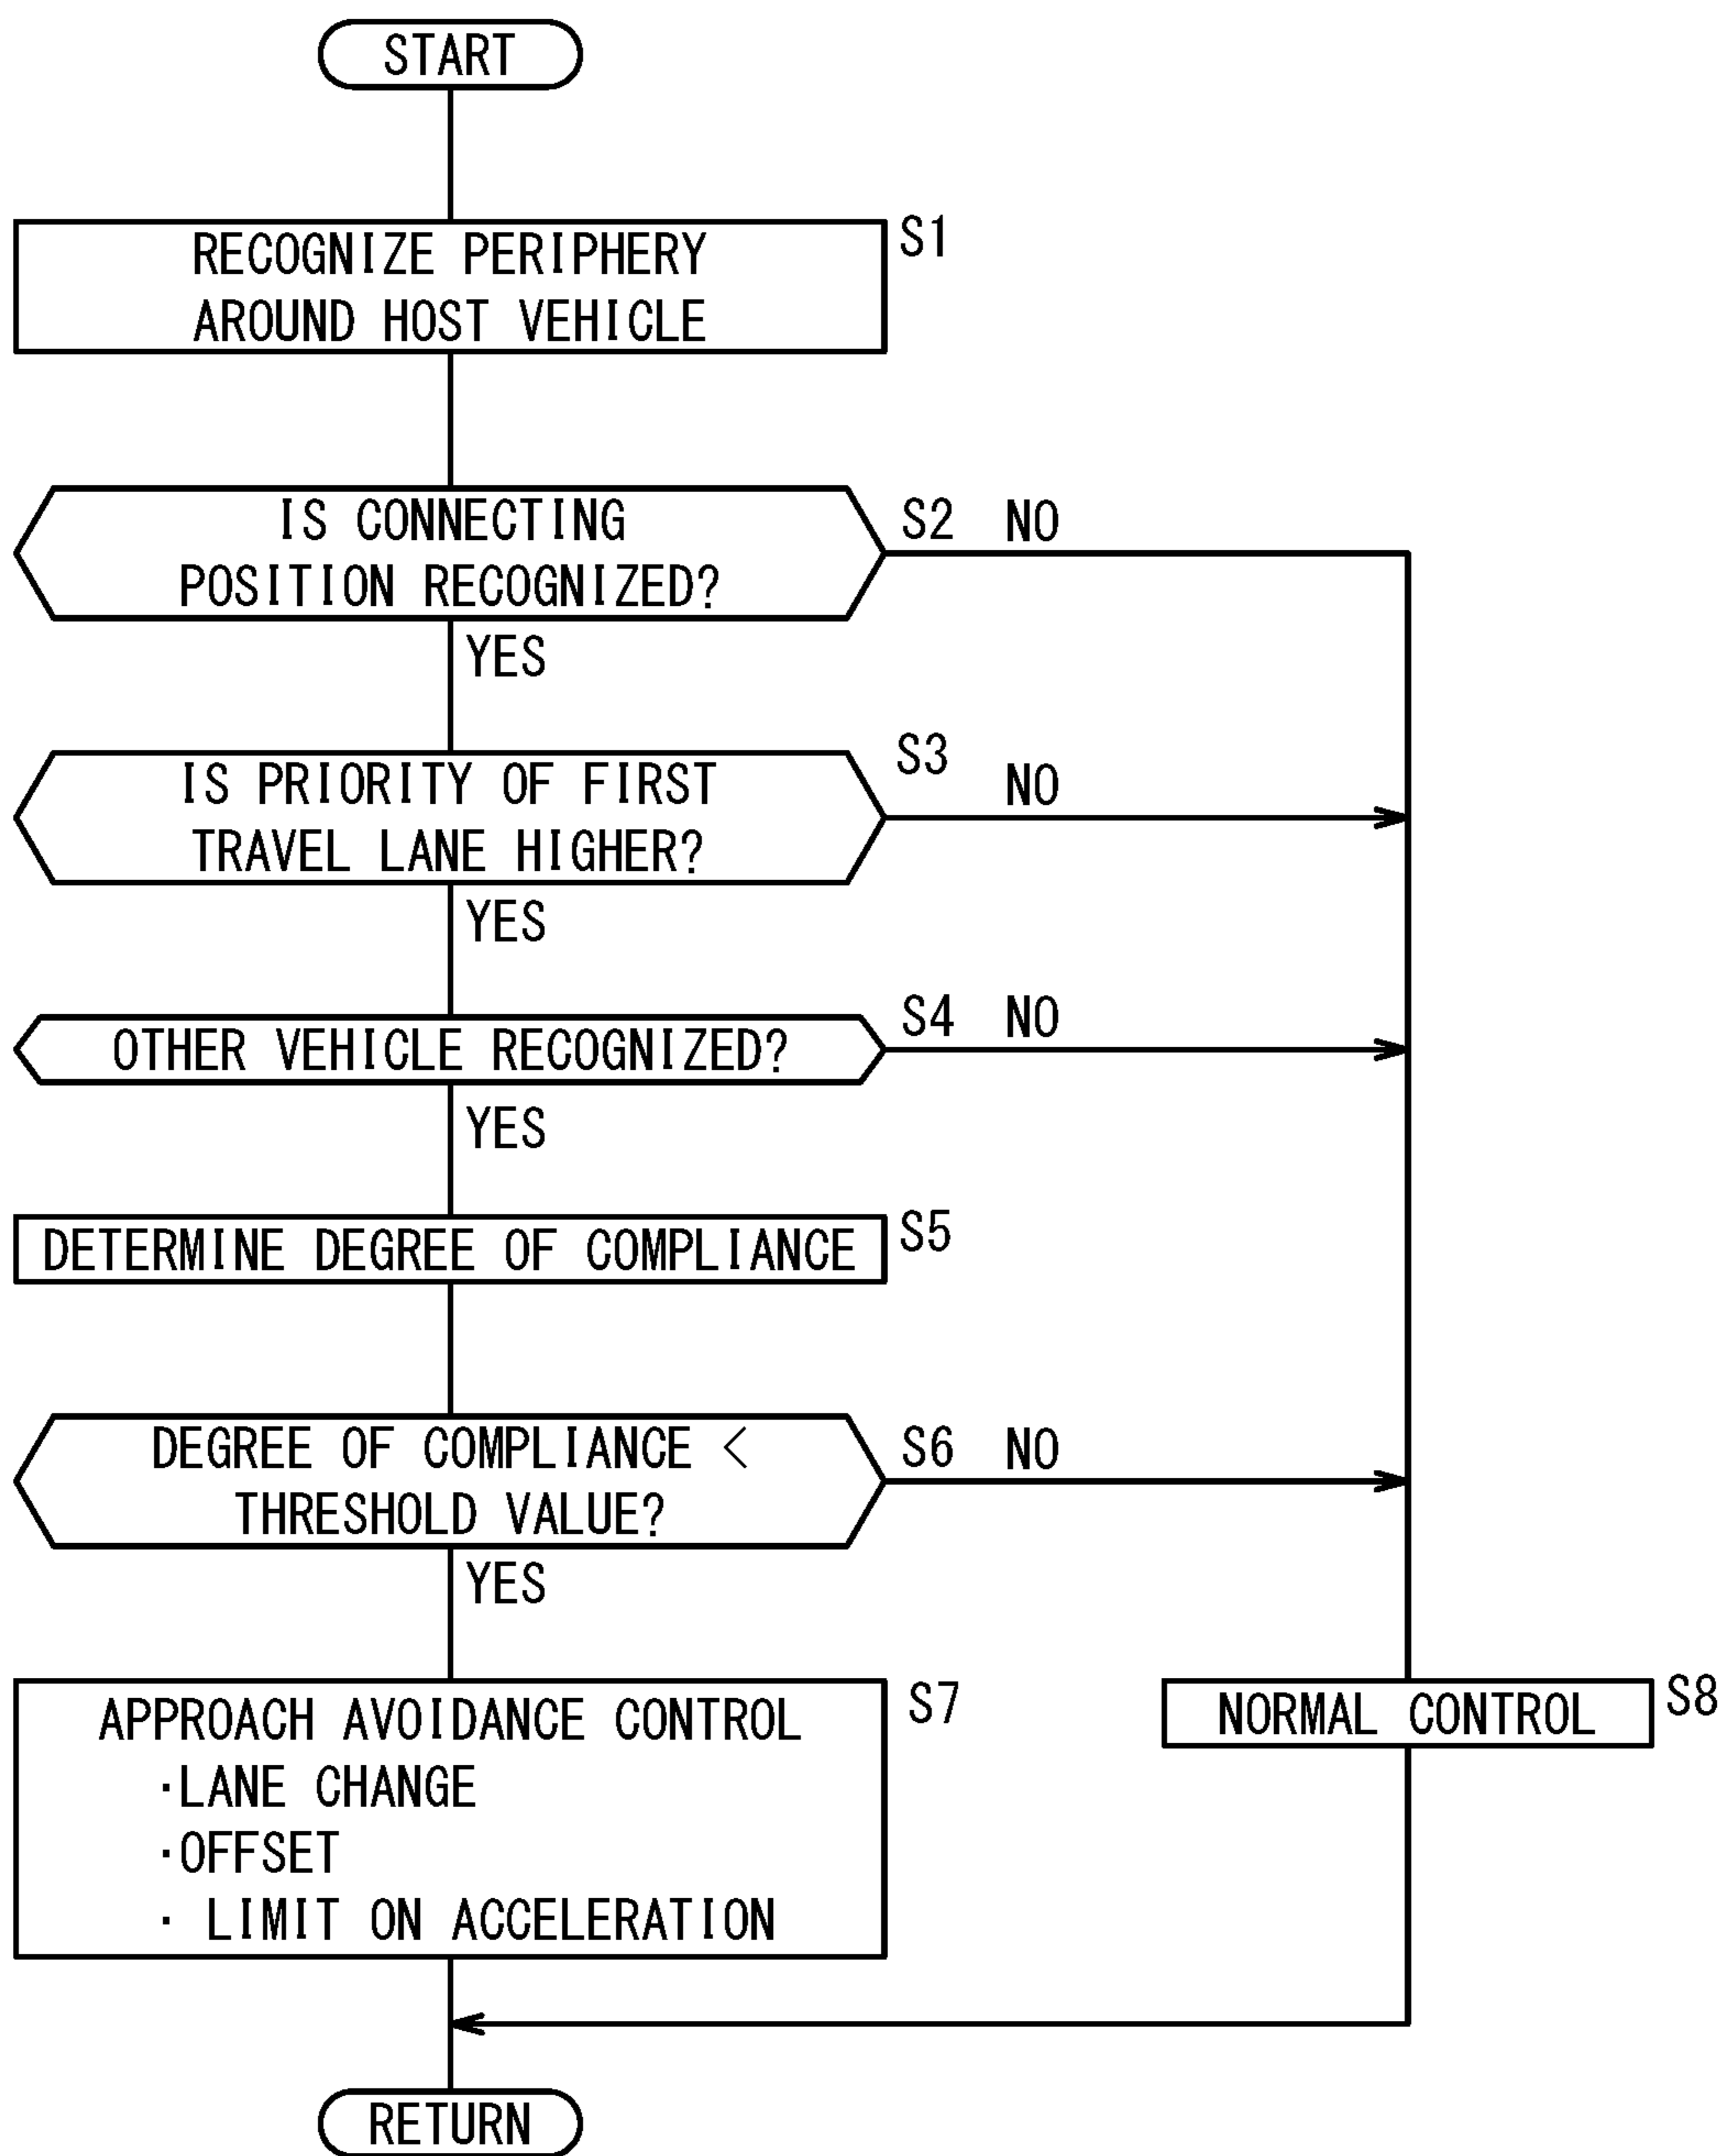 START
RECOGNIZE PERIPHERY
AROUND HOST VEHICLE
S1
IS CONNECTING
POSITION RECOGNIZED?
S2 NO
YES
IS PRIORITY OF FIRST
TRAVEL LANE HIGHER?
S3 NO
YES
OTHER VEHICLE RECOGNIZED?
S4 NO
YES
DETERMINE DEGREE OF COMPLIANCE
S5
DEGREE OF COMPLIANCE <
THRESHOLD VALUE?
S6 NO
YES
APPROACH AVOIDANCE CONTROL
·LANE CHANGE
·OFFSET
· LIMIT ON ACCELERATION
S7
NORMAL CONTROL
S8
RETURN